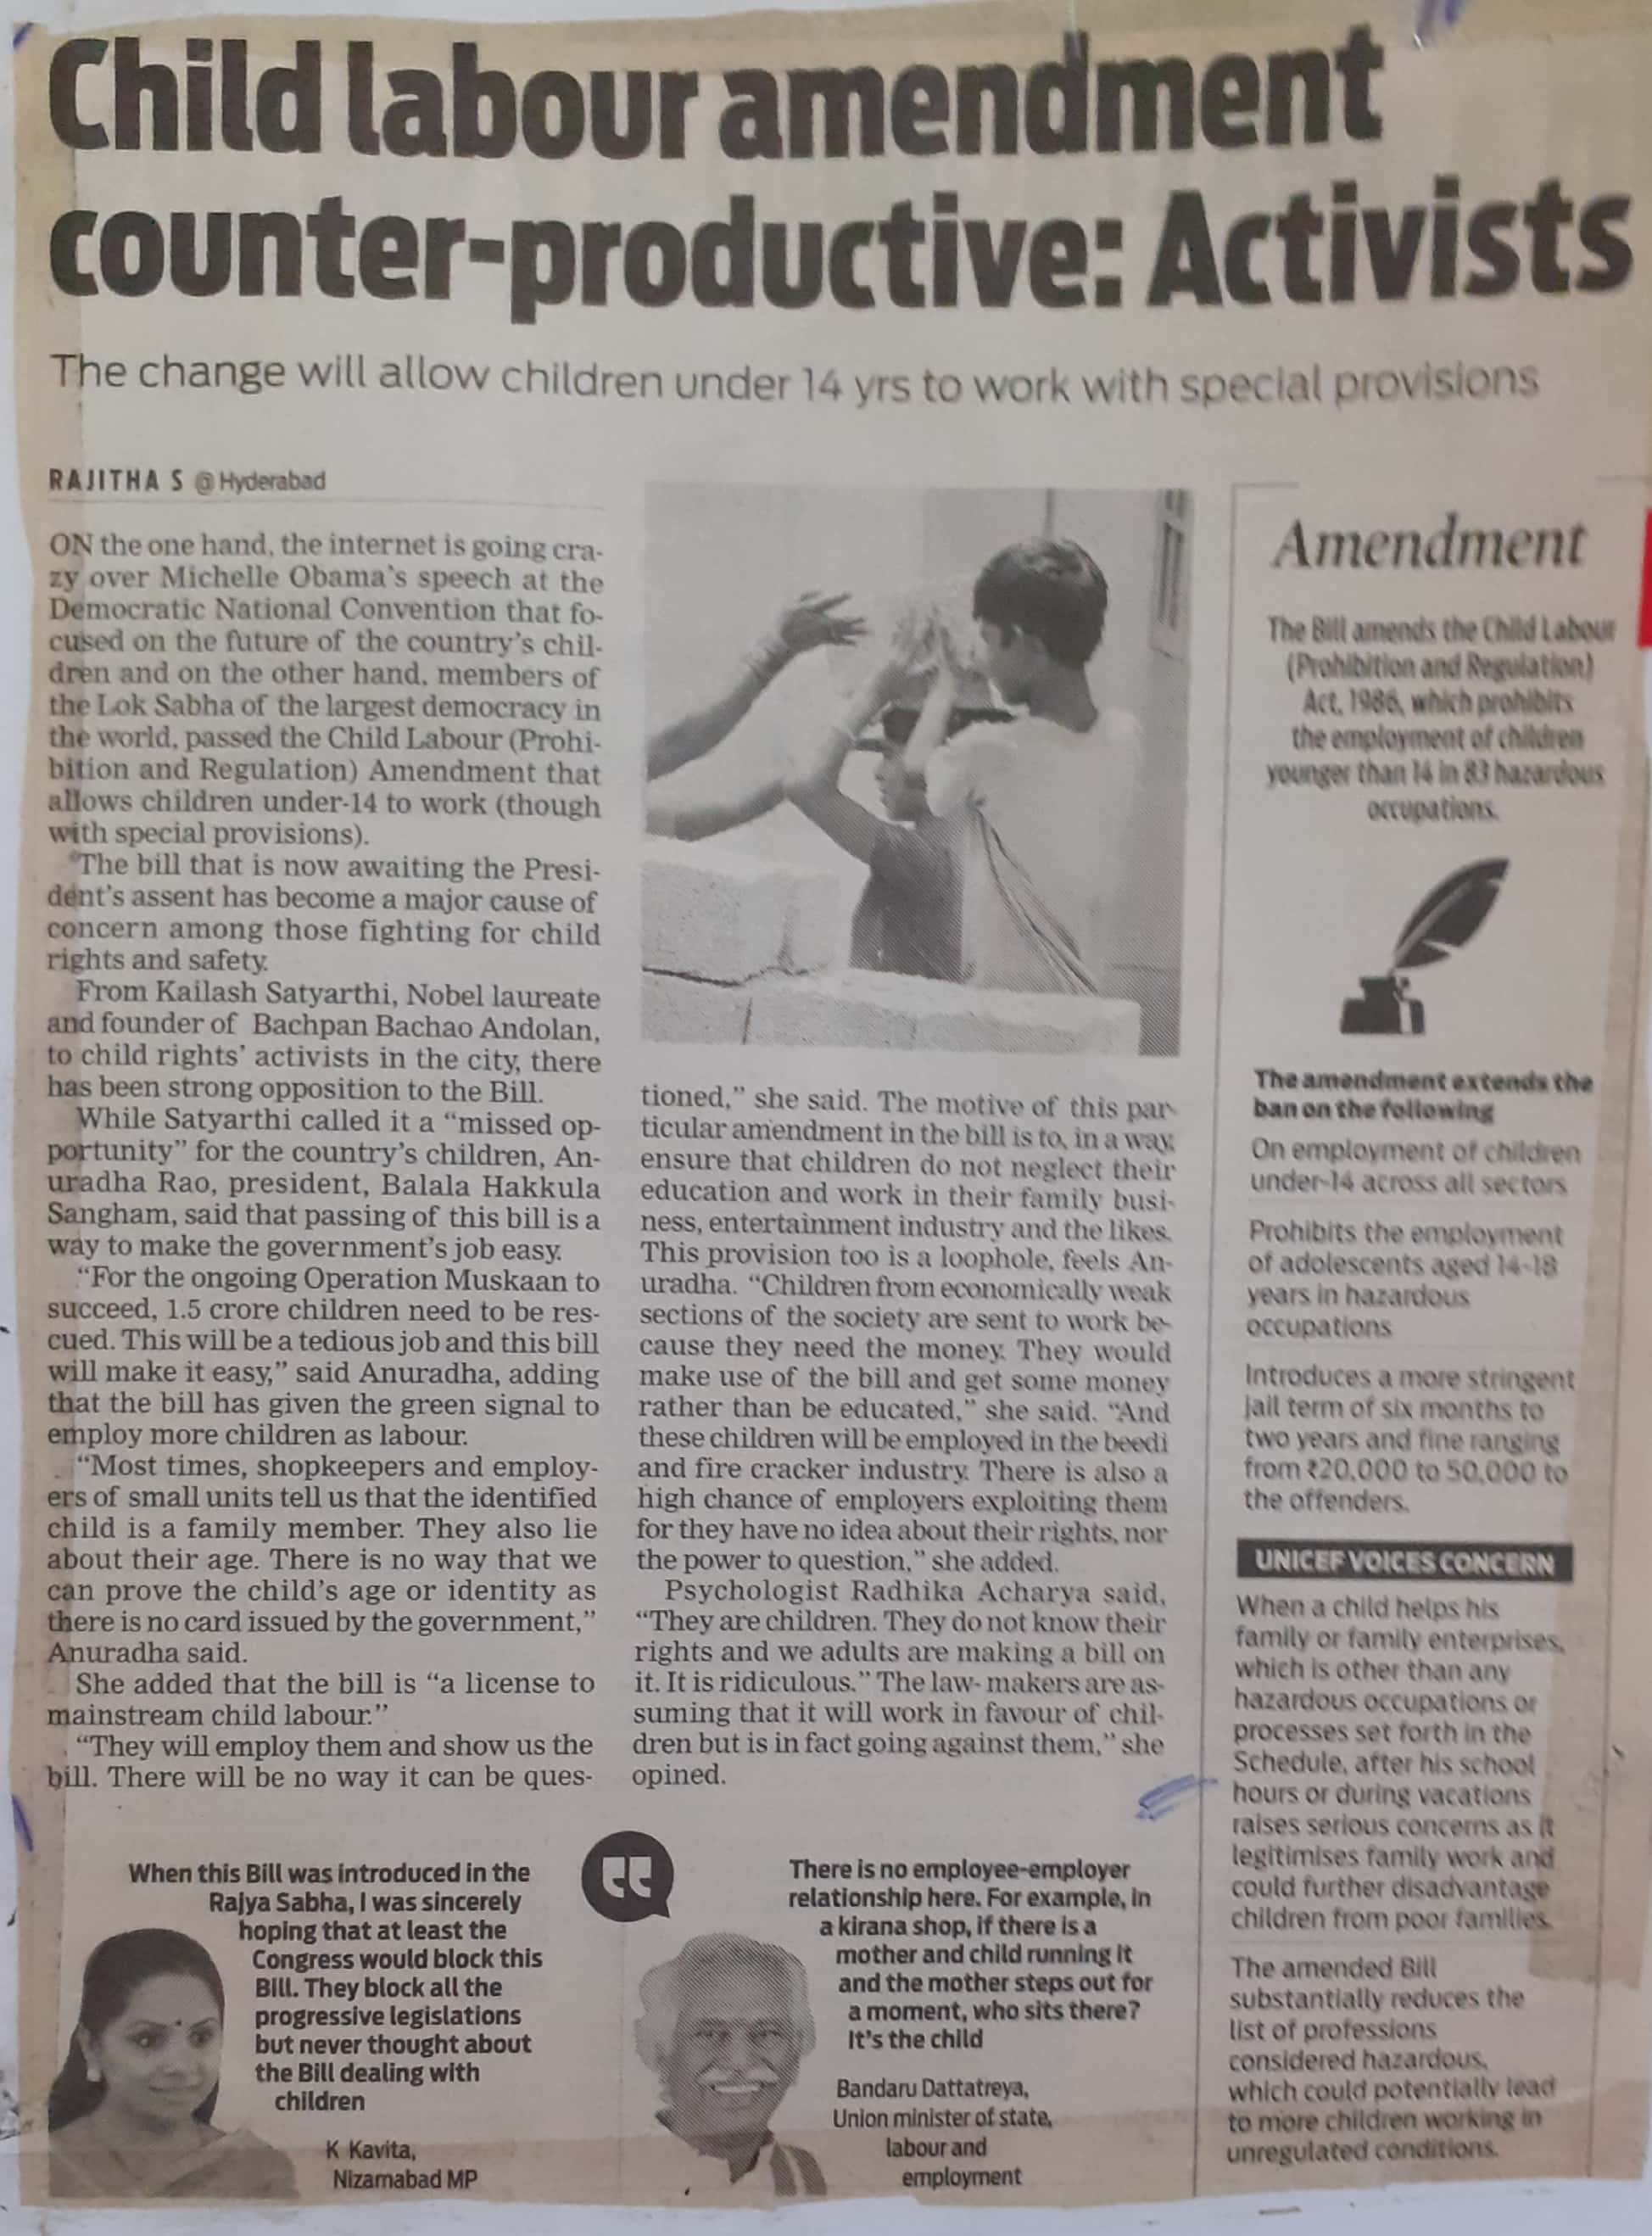 Child labour amendment
counter-productive: Activists
The change will allow children under 14 yrs to work with special provisions
RAJITHA S @ Hyderabad
ON the one hand, the internet is going cra-
zy over Michelle Obama's speech at the
Democratic National Convention that fo-
cused on the future of the country's chil-
dren and on the other hand, members of
the Lok Sabha of the largest democracy in
the world, passed the Child Labour (Prohi-
bition and Regulation) Amendment that
allows children under-14 to work (though
with special provisions).
The bill that is now awaiting the Presi-
dent's assent has become a major cause of
concern among those fighting for child
rights and safety.
From Kailash Satyarthi, Nobel laureate
and founder of Bachpan Bachao Andolan,
to child rights' activists in the city, there
has been strong opposition to the Bill.
While Satyarthi called it a "missed op-
portunity" for the country's children, An-
uradha Rao, president, Balala Hakkula
Sangham, said that passing of this bill is a
way to make the government's job easy.
"For the ongoing Operation Muskaan to
succeed, 1.5 crore children need to be res-
cued. This will be a tedious job and this bill
will make it easy," said Anuradha, adding
that the bill has given the green signal to
employ more children as labour.
"Most times, shopkeepers and employ-
ers of small units tell us that the identified
child is a family member. They also lie
about their age. There is no way that we
can prove the child's age or identity as
there is no card issued by the government,"
Anuradha said.
She added that the bill is "a license to
mainstream child labour."
"They will employ them and show us the
bill. There will be no way it can be ques-
tioned," she said. The motive of this par-
ticular amendment in the bill is to, in a way,
ensure that children do not neglect their
education and work in their family busi-
ness, entertainment industry and the likes.
This provision too is a loophole, feels An-
uradha. "Children from economically weak
sections of the society are sent to work be-
cause they need the money. They would
make use of the bill and get some money
rather than be educated," she said. "And
these children will be employed in the beedi
and fire cracker industry. There is also a
high chance of employers exploiting them
for they have no idea about their rights, nor
the power to question," she added.
Psychologist Radhika Acharya said,
"They are children. They do not know their
rights and we adults are making a bill on
it. It is ridiculous." The law- makers are as-
suming that it will work in favour of chil-
dren but is in fact going against them," she
opined.
Amendment
The Bill amends the Child Labour
(Prohibition and Regulation)
Act, 1986, which prohibits
the employment of children
younger than 14 in 83 hazardous
occupations.
The amendment extends the
ban on the following
On employment of children
under-14 across all sectors
Prohibits the employment
of adolescents aged 14-18
years in hazardous
occupations
Introduces a more stringent
jail term of six months to
two years and fine ranging
from ₹20,000 to 50,000 to
the offenders.
UNICEF VOICES CONCERN
When a child helps his
family or family enterprises,
which is other than any
hazardous occupations or
processes set forth in the
Schedule, after his school
hours or during vacations
raises serious concerns as it
legitimises family work and
could further disadvantage
children from poor families.
The amended Bill
substantially reduces the
list of professions
considered hazardous,
which could potentially lead
to more children working in
unregulated conditions.
When this Bill was introduced in the
Rajya Sabha, I was sincerely
hoping that at least the
Congress would block this
Bill. They block all the
progressive legislations
but never thought about
the Bill dealing with
children
K Kavita,
Nizamabad MP
There is no employee-employer
relationship here. For example, in
a kirana shop, if there is a
mother and child running it
and the mother steps out for
a moment, who sits there?
It's the child
Bandaru Dattatreya,
Union minister of state,
labour and
employment